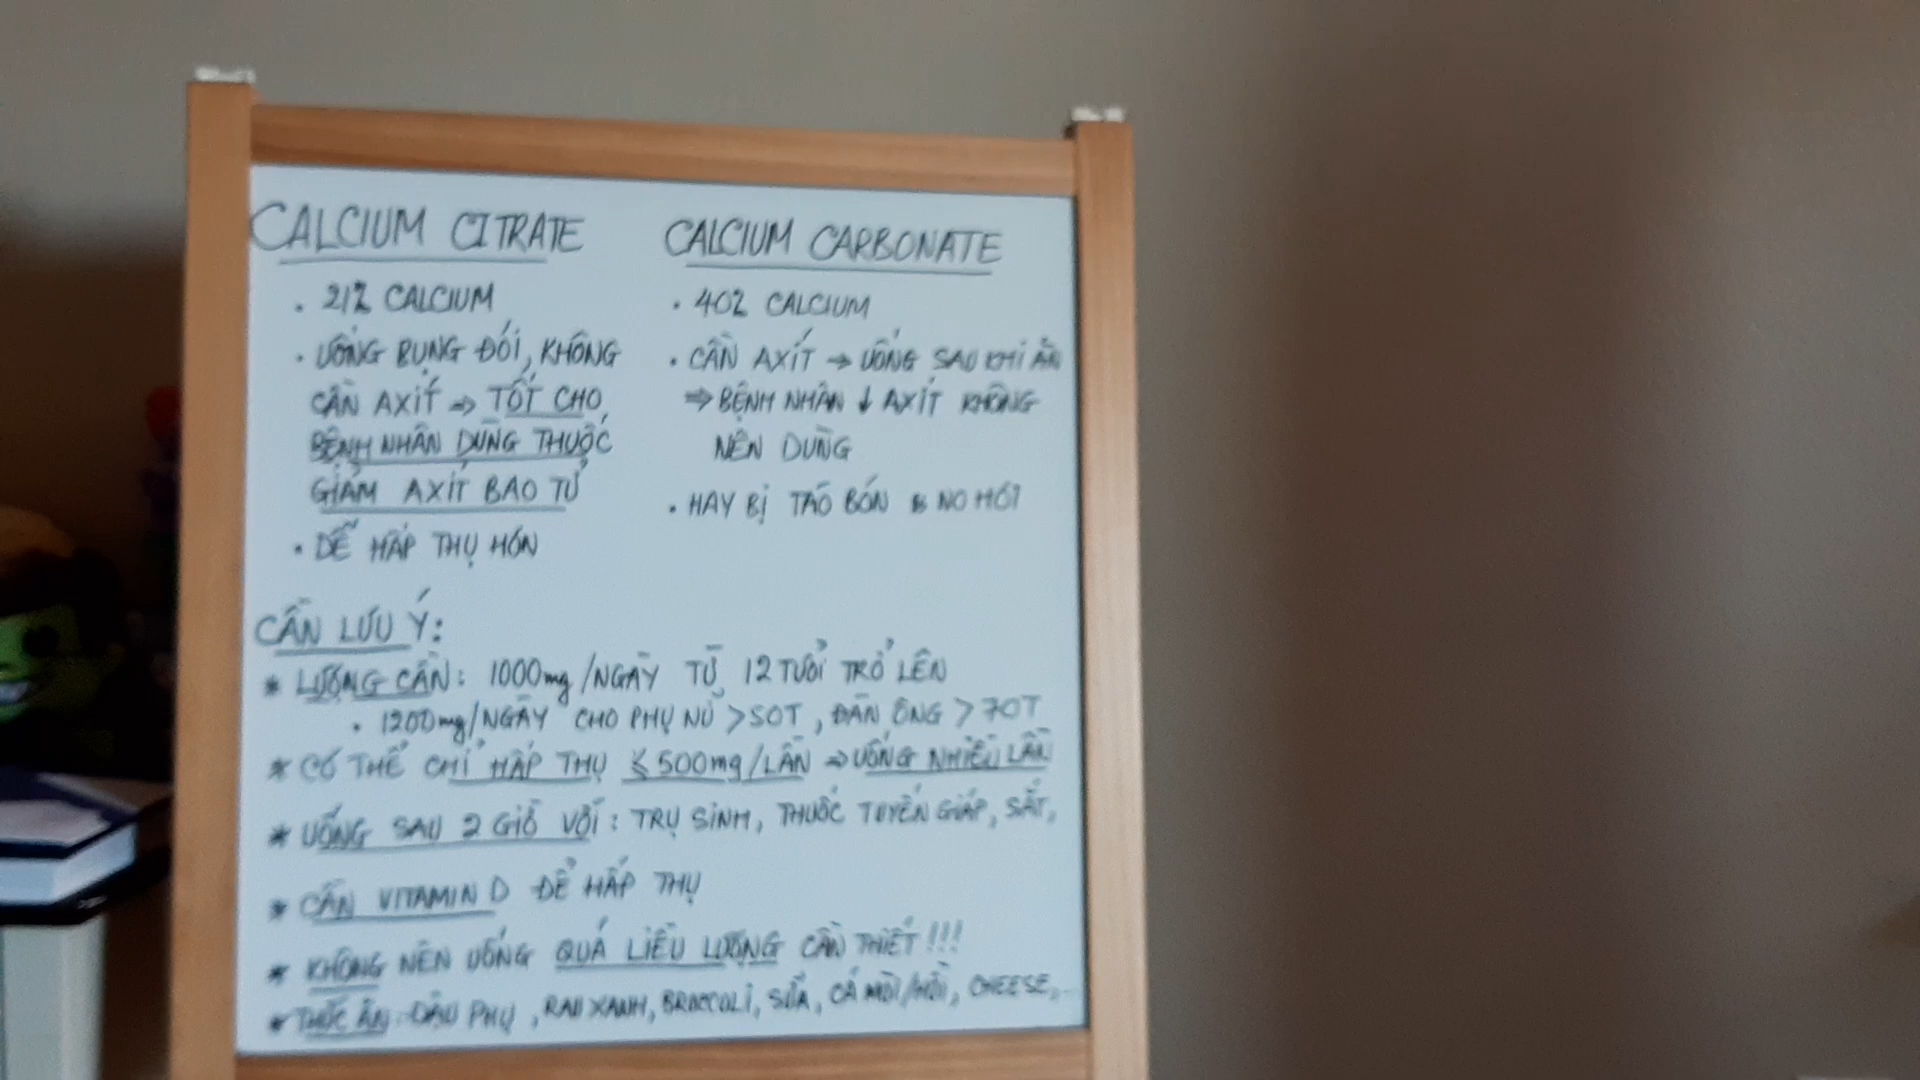 CALCIUM CITRATE
. 21% CALCIUM
. UỐNG BỤNG ĐÓI, KHÔNG
CẦN AXÍT ⇒ TỐT CHO
BỆNH NHÂN DÙNG THUỐC
GIẢM AXÍT BAO TỬ
. DỄ HẤP THỤ HƠN
CALCIUM CARBONATE
. 40% CALCIUM
. CẦN AXÍT → UỐNG SAU KHI ĂN
⇒ BỆNH NHÂN ↓ AXÍT KHÔNG
NÊN DÙNG
. HAY BỊ TÁO BÓN & NO HƠI
CẦN LƯU Ý:
* LƯỢNG CẦN: 1000mg/NGÀY TỪ 12 TUỔI TRỞ LÊN
. 1200mg/NGÀY CHO PHỤ NỮ >50T, ĐÀN ÔNG >70T
* CƠ THỂ CHỈ HẤP THỤ ≤500mg/LẦN ⇒ UỐNG NHIỀU LẦN
* UỐNG SAU 2 GIỜ VỚI: TRỤ SINH, THUỐC TUYẾN GIÁP, SẮT,
* CẦN VITAMIN D ĐỂ HẤP THỤ
* KHÔNG NÊN UỐNG QUÁ LIỀU LƯỢNG CẦN THIẾT!!!
* THỨC ĂN: ĐẬU PHỤ, RAU XANH, BROCCOLI, SỮA, CÁ MÒI/HỒI, CHEESE,...